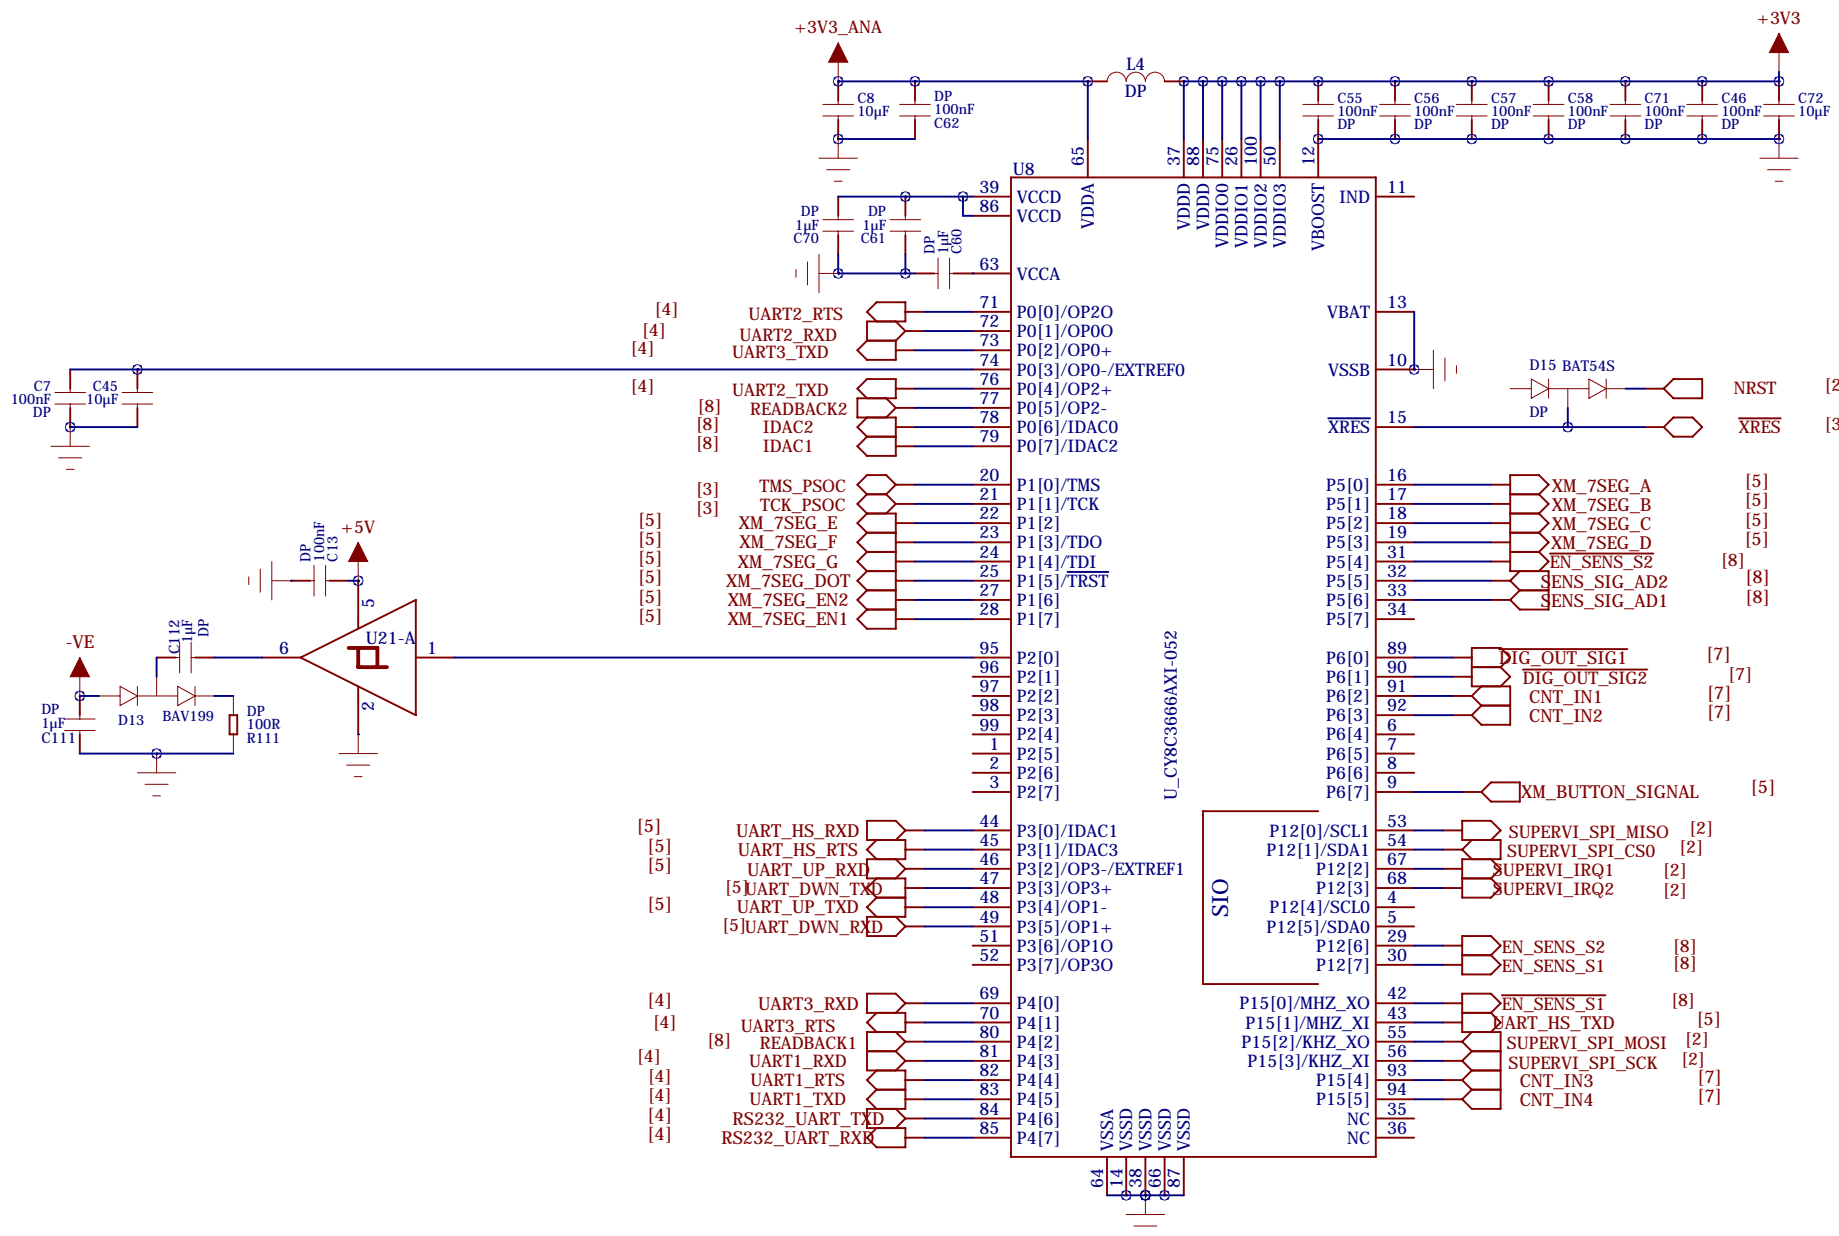 +3V3_ANA
+3V3
L4
DP
C8
10µF
DP
100nF
C62
C55
100nF
DP
C56
100nF
DP
C57
100nF
DP
C58
100nF
DP
C71
100nF
DP
C46
100nF
DP
C72
10µF
65
37
88
75
26
100
50
12
U8
VDDA
VDDD
VDDD
VDDIO0
VDDIO1
VDDIO2
VDDIO3
VBOOST
39 VCCD
86 VCCD
DP
1µF
C70
DP
1µF
C61
DP
1µF
C60
63 VCCA
IND 11
VBAT 13
VSSB 10
XRES 15
D15 BAT54S
DP
NRST [2
XRES [3
C7
100nF
DP
C45
10µF
[4] UART2_RTS 71 P0[0]/OP2O
[4] UART2_RXD 72 P0[1]/OP0O
[4] UART3_TXD 73 P0[2]/OP0+
74 P0[3]/OP0-/EXTREF0
[4] UART2_TXD 76 P0[4]/OP2+
[8] READBACK2 77 P0[5]/OP2-
[8] IDAC2 78 P0[6]/IDAC0
[8] IDAC1 79 P0[7]/IDAC2
[3] TMS_PSOC 20 P1[0]/TMS
[3] TCK_PSOC 21 P1[1]/TCK
[5] XM_7SEG_E 22 P1[2]
[5] XM_7SEG_F 23 P1[3]/TDO
[5] XM_7SEG_G 24 P1[4]/TDI
[5] XM_7SEG_DOT 25 P1[5]/TRST
[5] XM_7SEG_EN2 27 P1[6]
[5] XM_7SEG_EN1 28 P1[7]
P5[0] 16 XM_7SEG_A [5]
P5[1] 17 XM_7SEG_B [5]
P5[2] 18 XM_7SEG_C [5]
P5[3] 19 XM_7SEG_D [5]
P5[4] 31 EN_SENS_S2 [8]
P5[5] 32 SENS_SIG_AD2 [8]
P5[6] 33 SENS_SIG_AD1 [8]
P5[7] 34
+5V
DP
100nF
C13
5
U21-A
6
1
2
-VE
C112
1µF
DP
D13
BAV199
DP
1µF
C111
DP
100R
R111
95 P2[0]
96 P2[1]
97 P2[2]
98 P2[3]
99 P2[4]
1 P2[5]
2 P2[6]
3 P2[7]
U_CY8C3666AXI-052
P6[0] 89 DIG_OUT_SIG1 [7]
P6[1] 90 DIG_OUT_SIG2 [7]
P6[2] 91 CNT_IN1 [7]
P6[3] 92 CNT_IN2 [7]
P6[4] 6
P6[5] 7
P6[6] 8
P6[7] 9 XM_BUTTON_SIGNAL [5]
[5] UART_HS_RXD 44 P3[0]/IDAC1
[5] UART_HS_RTS 45 P3[1]/IDAC3
[5] UART_UP_RXD 46 P3[2]/OP3-/EXTREF1
[5] UART_DWN_TXD 47 P3[3]/OP3+
[5] UART_UP_TXD 48 P3[4]/OP1-
[5] UART_DWN_RXD 49 P3[5]/OP1+
51 P3[6]/OP1O
52 P3[7]/OP3O
SIO
P12[0]/SCL1 53 SUPERVI_SPI_MISO [2]
P12[1]/SDA1 54 SUPERVI_SPI_CS0 [2]
P12[2] 67 SUPERVI_IRQ1 [2]
P12[3] 68 SUPERVI_IRQ2 [2]
P12[4]/SCL0 4
P12[5]/SDA0 5
P12[6] 29 EN_SENS_S2 [8]
P12[7] 30 EN_SENS_S1 [8]
[4] UART3_RXD 69 P4[0]
[4] UART3_RTS 70 P4[1]
[8] READBACK1 80 P4[2]
[4] UART1_RXD 81 P4[3]
[4] UART1_RTS 82 P4[4]
[4] UART1_TXD 83 P4[5]
[4] RS232_UART_TXD 84 P4[6]
[4] RS232_UART_RXD 85 P4[7]
P15[0]/MHZ_XO 42 EN_SENS_S1 [8]
P15[1]/MHZ_XI 43 UART_HS_TXD [5]
P15[2]/KHZ_XO 55 SUPERVI_SPI_MOSI [2]
P15[3]/KHZ_XI 56 SUPERVI_SPI_SCK [2]
P15[4] 93 CNT_IN3 [7]
P15[5] 94 CNT_IN4 [7]
NC 35
NC 36
VSSA
VSSD
VSSD
VSSD
VSSD
64
14
38
66
87